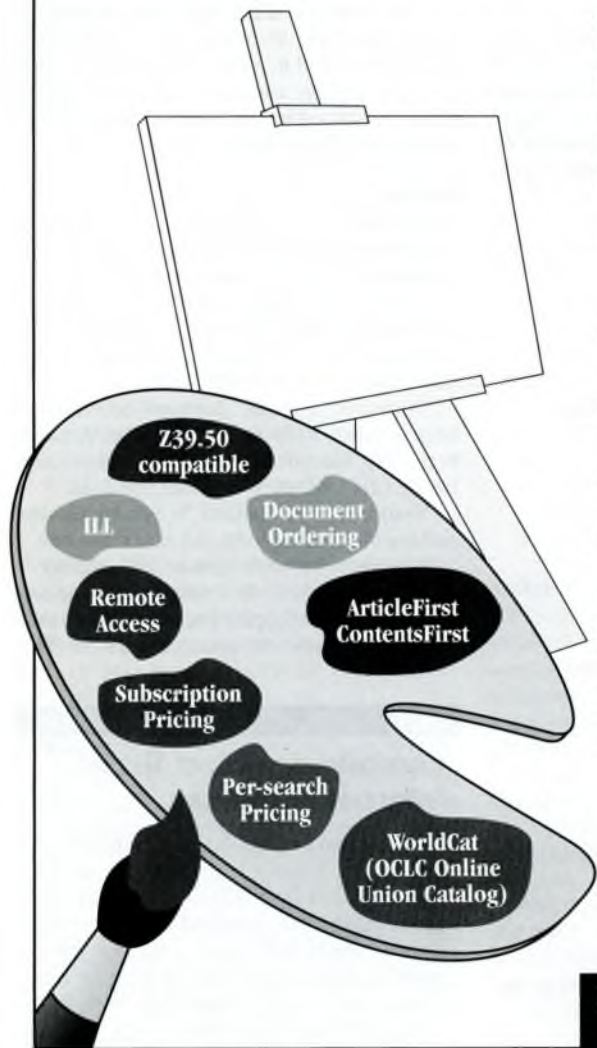 Z39.50
compatible
ILL
Document
Ordering
Remote
Access
ArticleFirst
ContentsFirst
Subscription
Pricing
Per-search
Pricing
WorldCat
(OCLC Online
Union Catalog)